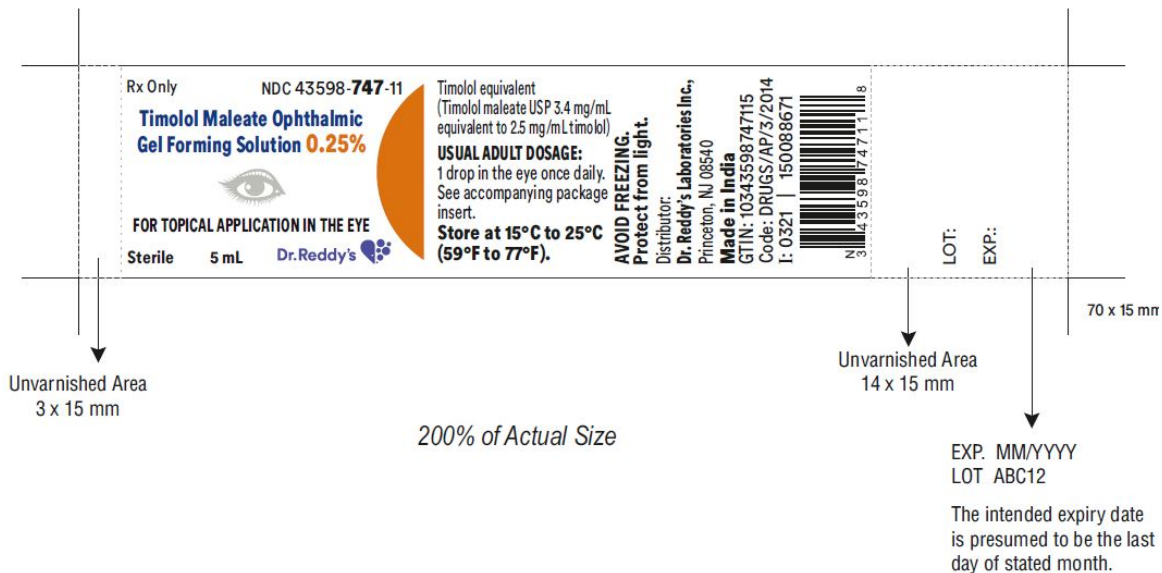 Rx Only NDC 43598-747-11
Timolol Maleate Ophthalmic
Gel Forming Solution 0.25%
FOR TOPICAL APPLICATION IN THE EYE
Sterile 5 mL Dr.Reddy's
Timolol equivalent
(Timolol maleate USP 3.4 mg/mL
equivalent to 2.5 mg/mL timolol)
USUAL ADULT DOSAGE:
1 drop in the eye once daily.
See accompanying package
insert.
Store at 15°C to 25°C
(59°F to 77°F).
AVOID FREEZING.
Protect from light.
Distributor:
Dr. Reddy's Laboratories Inc.,
Princeton, NJ 08540
Made in India
GTIN: 10343598747115
Code: DRUGS/AP/3/2014
I: 0321 | 150088671
N
3 43598 74711 8
LOT:
EXP.:
70 x 15 mm
Unvarnished Area
3 x 15 mm
Unvarnished Area
14 x 15 mm
200% of Actual Size
EXP. MM/YYYY
LOT ABC12
The intended expiry date
is presumed to be the last
day of stated month.